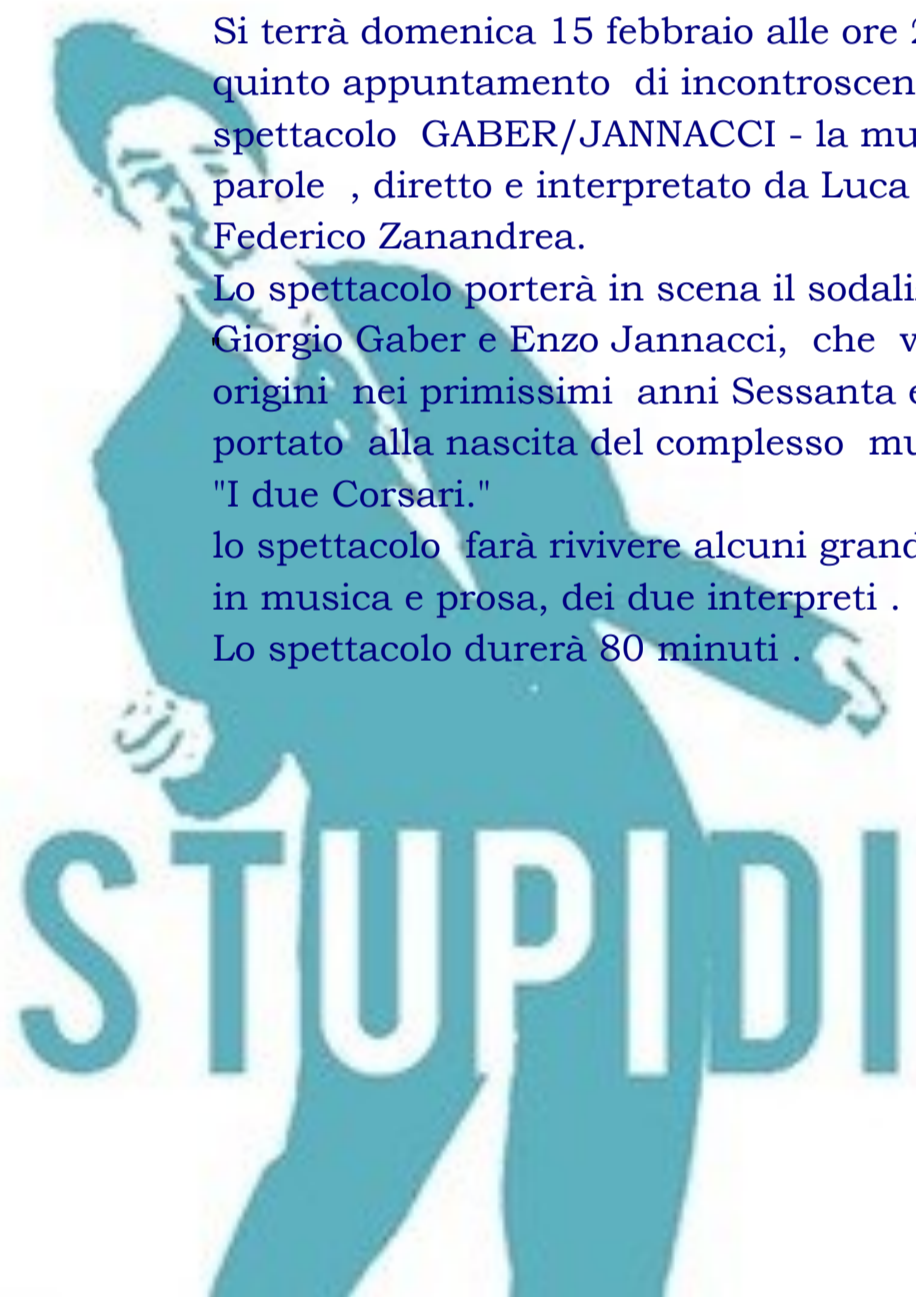 Si terrà domenica 15 febbraio alle ore
quinto appuntamento di incontroscen
spettacolo GABER/JANNACCI - la mu
parole , diretto e interpretato da Luca
Federico Zanandrea.
Lo spettacolo porterà in scena il sodali
Giorgio Gaber e Enzo Jannacci, che v
origini nei primissimi anni Sessanta e
portato alla nascita del complesso mu
"I due Corsari."
lo spettacolo farà rivivere alcuni grand
in musica e prosa, dei due interpreti .
Lo spettacolo durerà 80 minuti .
STUPIDI